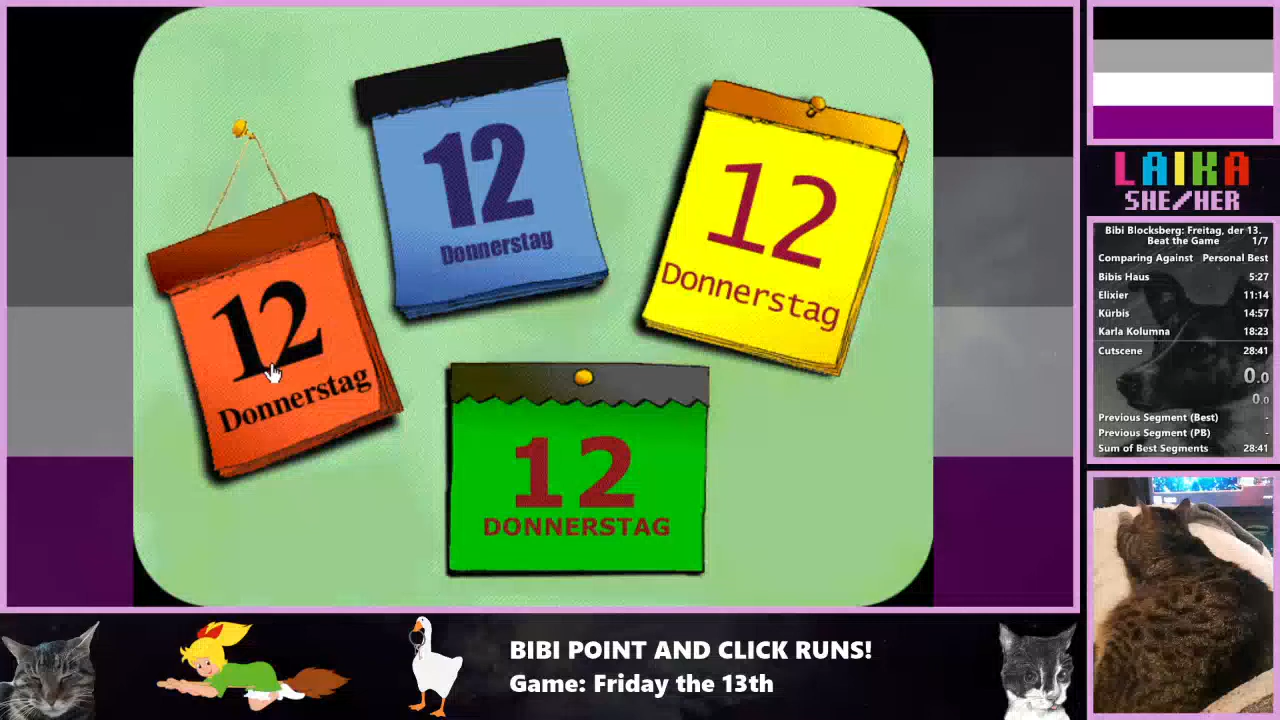 12
Donnerstag
12
Donnerstag
12
Donnerstag
12
DONNERSTAG
LAIKA
SHE/HER
Bibi Blocksberg: Freitag, der 13.
Beat the Game 1/7
Comparing Against Personal Best
Bibis Haus 5:27
Elixier 11:14
Kürbis 14:57
Karla Kolumna 18:23
Cutscene 28:41
0.0
0.0
Previous Segment (Best) -
Previous Segment (PB) -
Sum of Best Segments 28:41
BIBI POINT AND CLICK RUNS!
Game: Friday the 13th